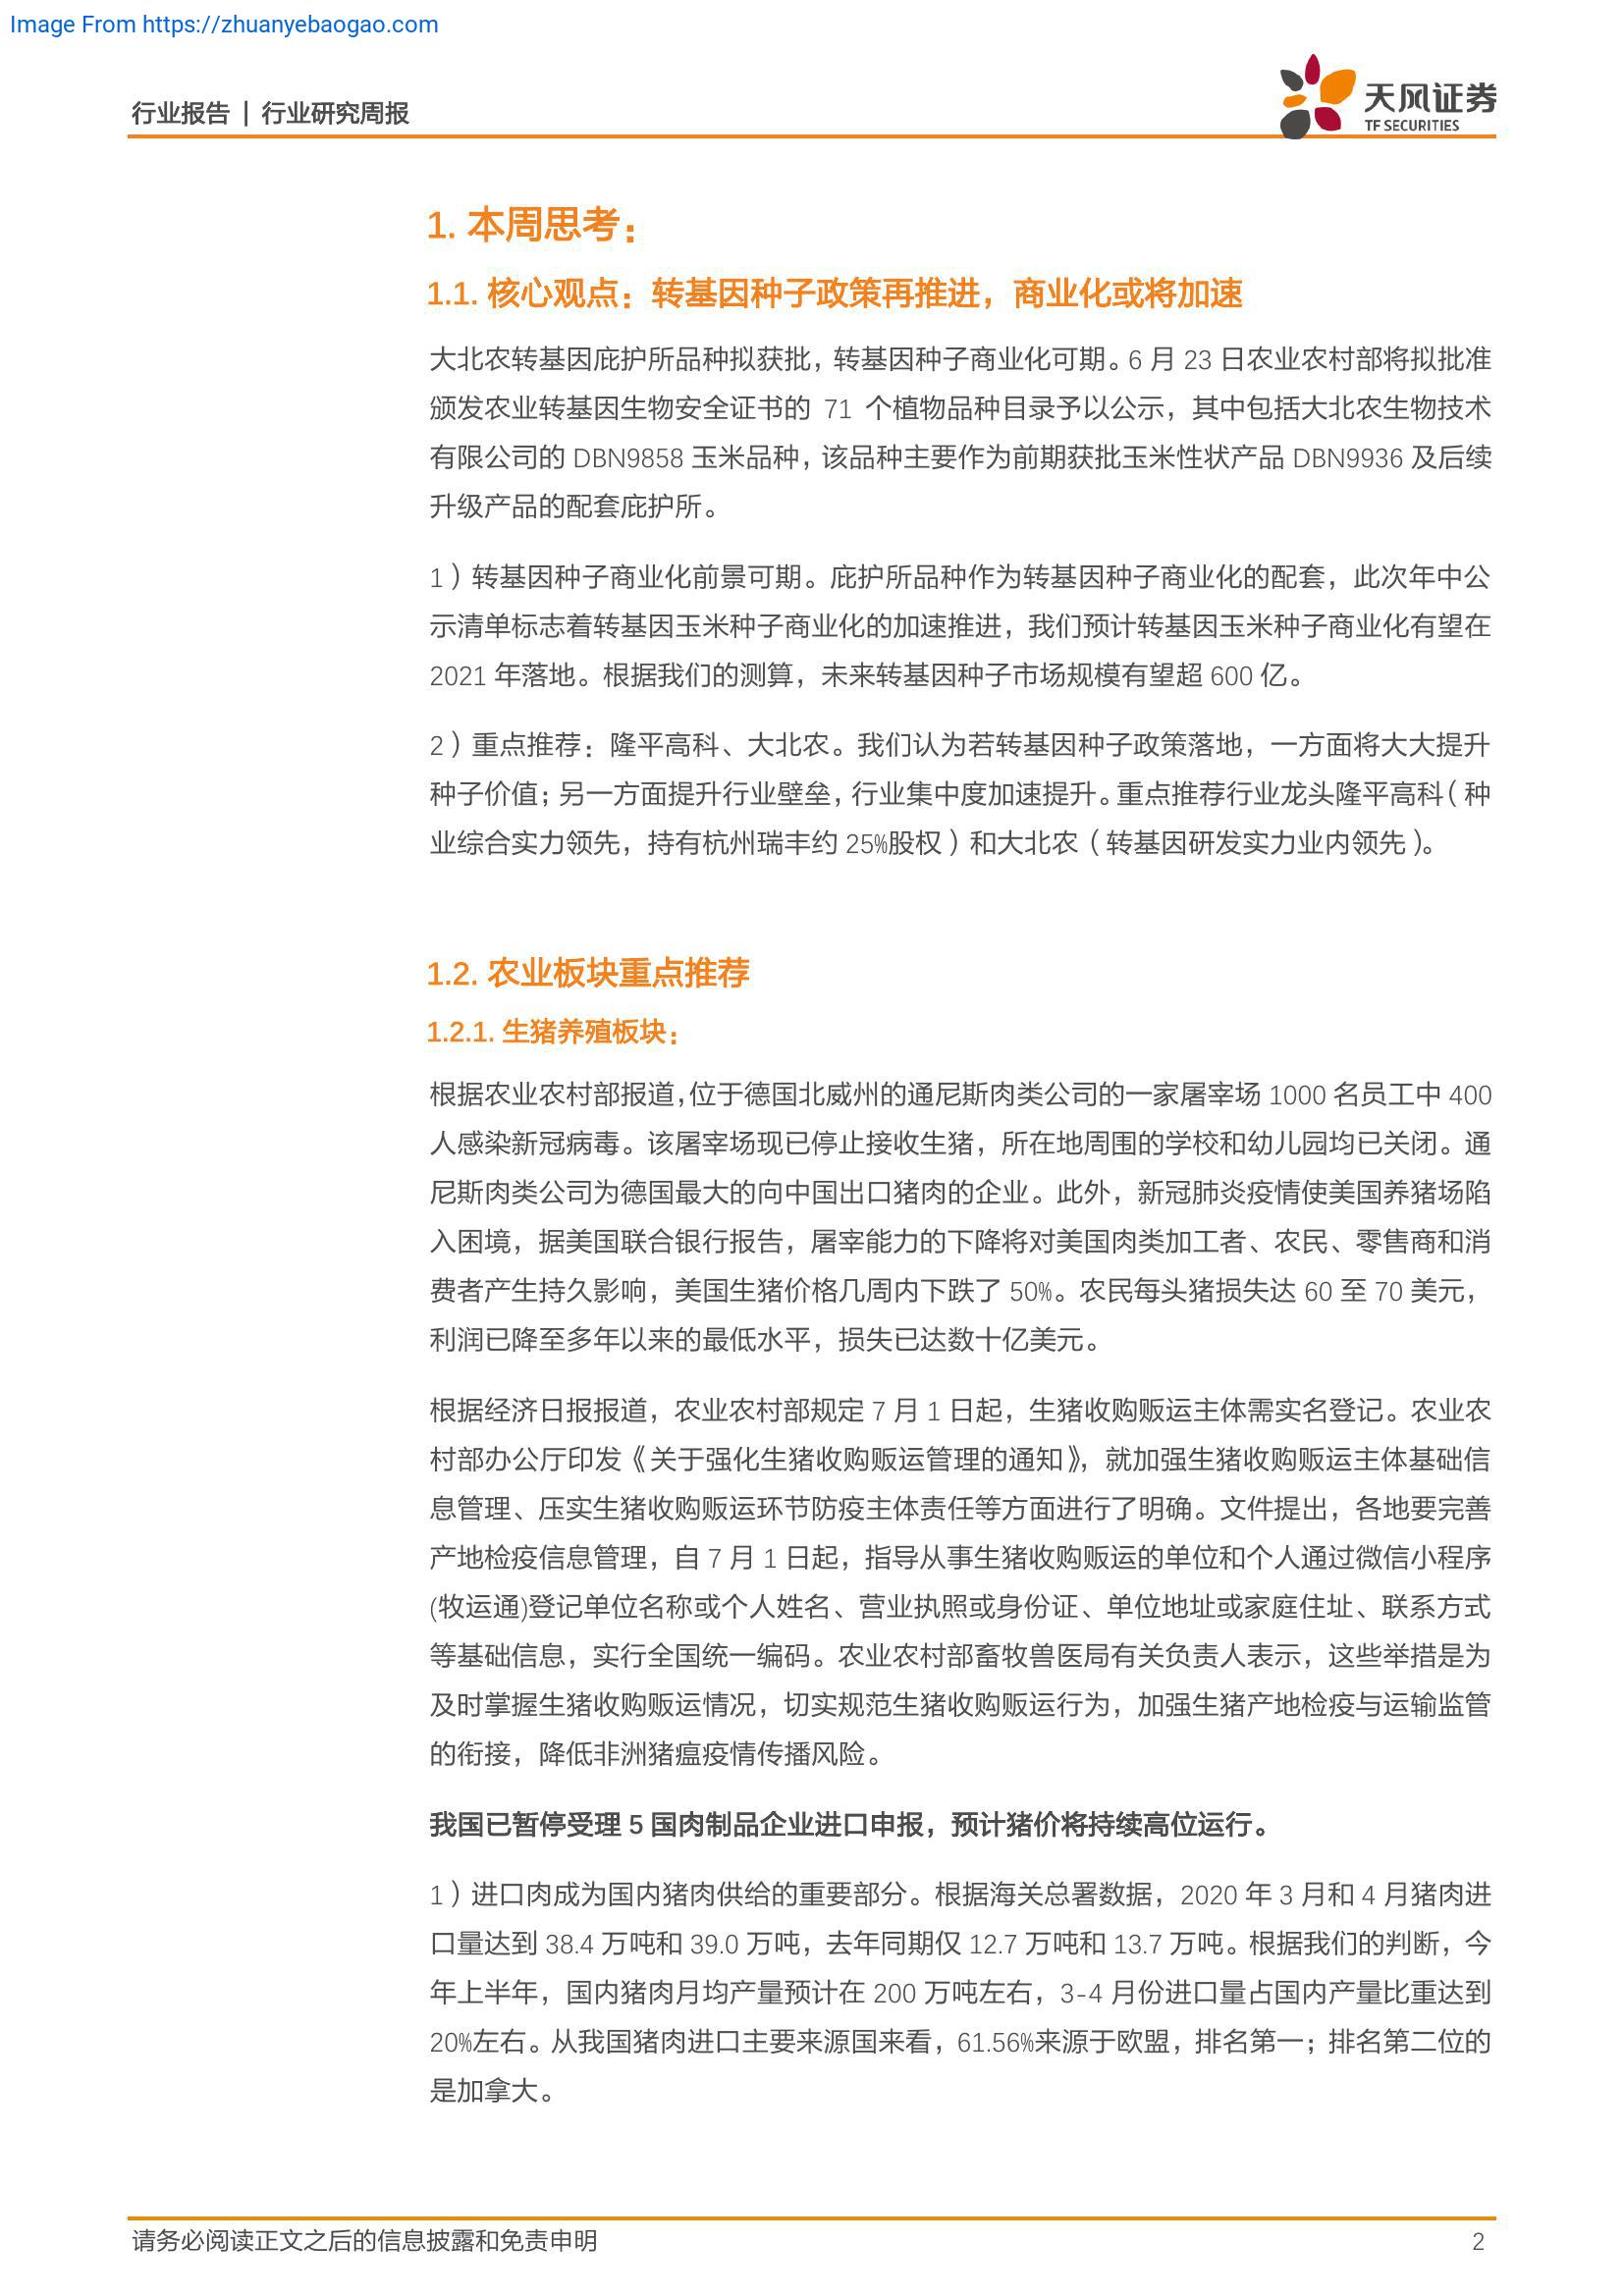 Image From https://zhuanyebaogao.com
行业报告 | 行业研究周报
天风证券
TF SECURITIES
1. 本周思考：
1.1. 核心观点：转基因种子政策再推进，商业化或将加速
大北农转基因庇护所品种拟获批，转基因种子商业化可期。6 月 23 日农业农村部将拟批准
颁发农业转基因生物安全证书的 71 个植物品种目录予以公示，其中包括大北农生物技术
有限公司的 DBN9858 玉米品种，该品种主要作为前期获批玉米性状产品 DBN9936 及后续
升级产品的配套庇护所。
1）转基因种子商业化前景可期。庇护所品种作为转基因种子商业化的配套，此次年中公
示清单标志着转基因玉米种子商业化的加速推进，我们预计转基因玉米种子商业化有望在
2021 年落地。根据我们的测算，未来转基因种子市场规模有望超 600 亿。
2）重点推荐：隆平高科、大北农。我们认为若转基因种子政策落地，一方面将大大提升
种子价值；另一方面提升行业壁垒，行业集中度加速提升。重点推荐行业龙头隆平高科（种
业综合实力领先，持有杭州瑞丰约 25%股权）和大北农（转基因研发实力业内领先）。
1.2. 农业板块重点推荐
1.2.1. 生猪养殖板块：
根据农业农村部报道，位于德国北威州的通尼斯肉类公司的一家屠宰场 1000 名员工中 400
人感染新冠病毒。该屠宰场现已停止接收生猪，所在地周围的学校和幼儿园均已关闭。通
尼斯肉类公司为德国最大的向中国出口猪肉的企业。此外，新冠肺炎疫情使美国养猪场陷
入困境，据美国联合银行报告，屠宰能力的下降将对美国肉类加工者、农民、零售商和消
费者产生持久影响，美国生猪价格几周内下跌了 50%。农民每头猪损失达 60 至 70 美元，
利润已降至多年以来的最低水平，损失已达数十亿美元。
根据经济日报报道，农业农村部规定 7 月 1 日起，生猪收购贩运主体需实名登记。农业农
村部办公厅印发《关于强化生猪收购贩运管理的通知》，就加强生猪收购贩运主体基础信
息管理、压实生猪收购贩运环节防疫主体责任等方面进行了明确。文件提出，各地要完善
产地检疫信息管理，自 7 月 1 日起，指导从事生猪收购贩运的单位和个人通过微信小程序
(牧运通)登记单位名称或个人姓名、营业执照或身份证、单位地址或家庭住址、联系方式
等基础信息，实行全国统一编码。农业农村部畜牧兽医局有关负责人表示，这些举措是为
及时掌握生猪收购贩运情况，切实规范生猪收购贩运行为，加强生猪产地检疫与运输监管
的衔接，降低非洲猪瘟疫情传播风险。
我国已暂停受理 5 国肉制品企业进口申报，预计猪价将持续高位运行。
1）进口肉成为国内猪肉供给的重要部分。根据海关总署数据，2020 年 3 月和 4 月猪肉进
口量达到 38.4 万吨和 39.0 万吨，去年同期仅 12.7 万吨和 13.7 万吨。根据我们的判断，今
年上半年，国内猪肉月均产量预计在 200 万吨左右，3-4 月份进口量占国内产量比重达到
20%左右。从我国猪肉进口主要来源国来看，61.56%来源于欧盟，排名第一；排名第二位的
是加拿大。
请务必阅读正文之后的信息披露和免责申明
2